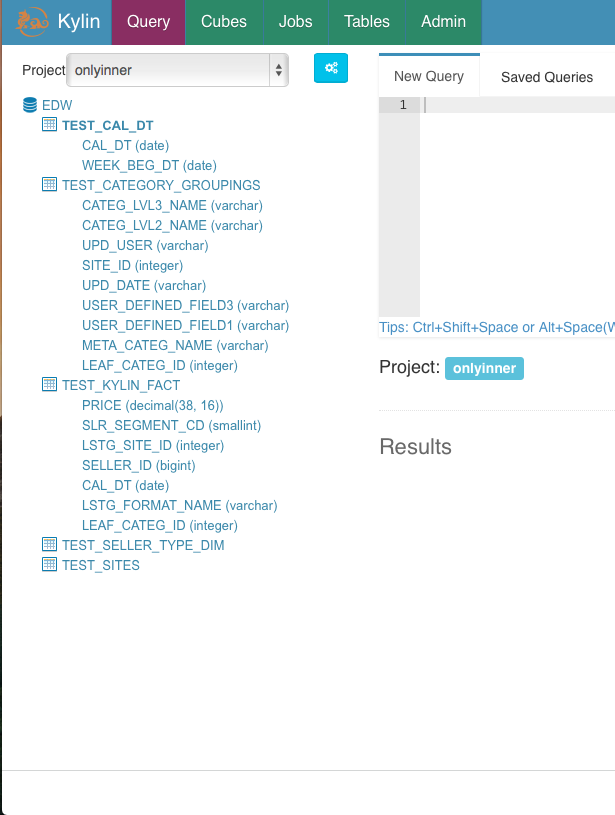 Kylin Query Cubes Jobs Tables Admin
Project onlyinner
New Query Saved Queries
1
EDW
TEST_CAL_DT
CAL_DT (date)
WEEK_BEG_DT (date)
TEST_CATEGORY_GROUPINGS
CATEG_LVL3_NAME (varchar)
CATEG_LVL2_NAME (varchar)
UPD_USER (varchar)
SITE_ID (integer)
UPD_DATE (varchar)
USER_DEFINED_FIELD3 (varchar)
USER_DEFINED_FIELD1 (varchar)
META_CATEG_NAME (varchar)
LEAF_CATEG_ID (integer)
TEST_KYLIN_FACT
PRICE (decimal(38, 16))
SLR_SEGMENT_CD (smallint)
LSTG_SITE_ID (integer)
SELLER_ID (bigint)
CAL_DT (date)
LSTG_FORMAT_NAME (varchar)
LEAF_CATEG_ID (integer)
TEST_SELLER_TYPE_DIM
TEST_SITES
Tips: Ctrl+Shift+Space or Alt+Space(W
Project: onlyinner
Results